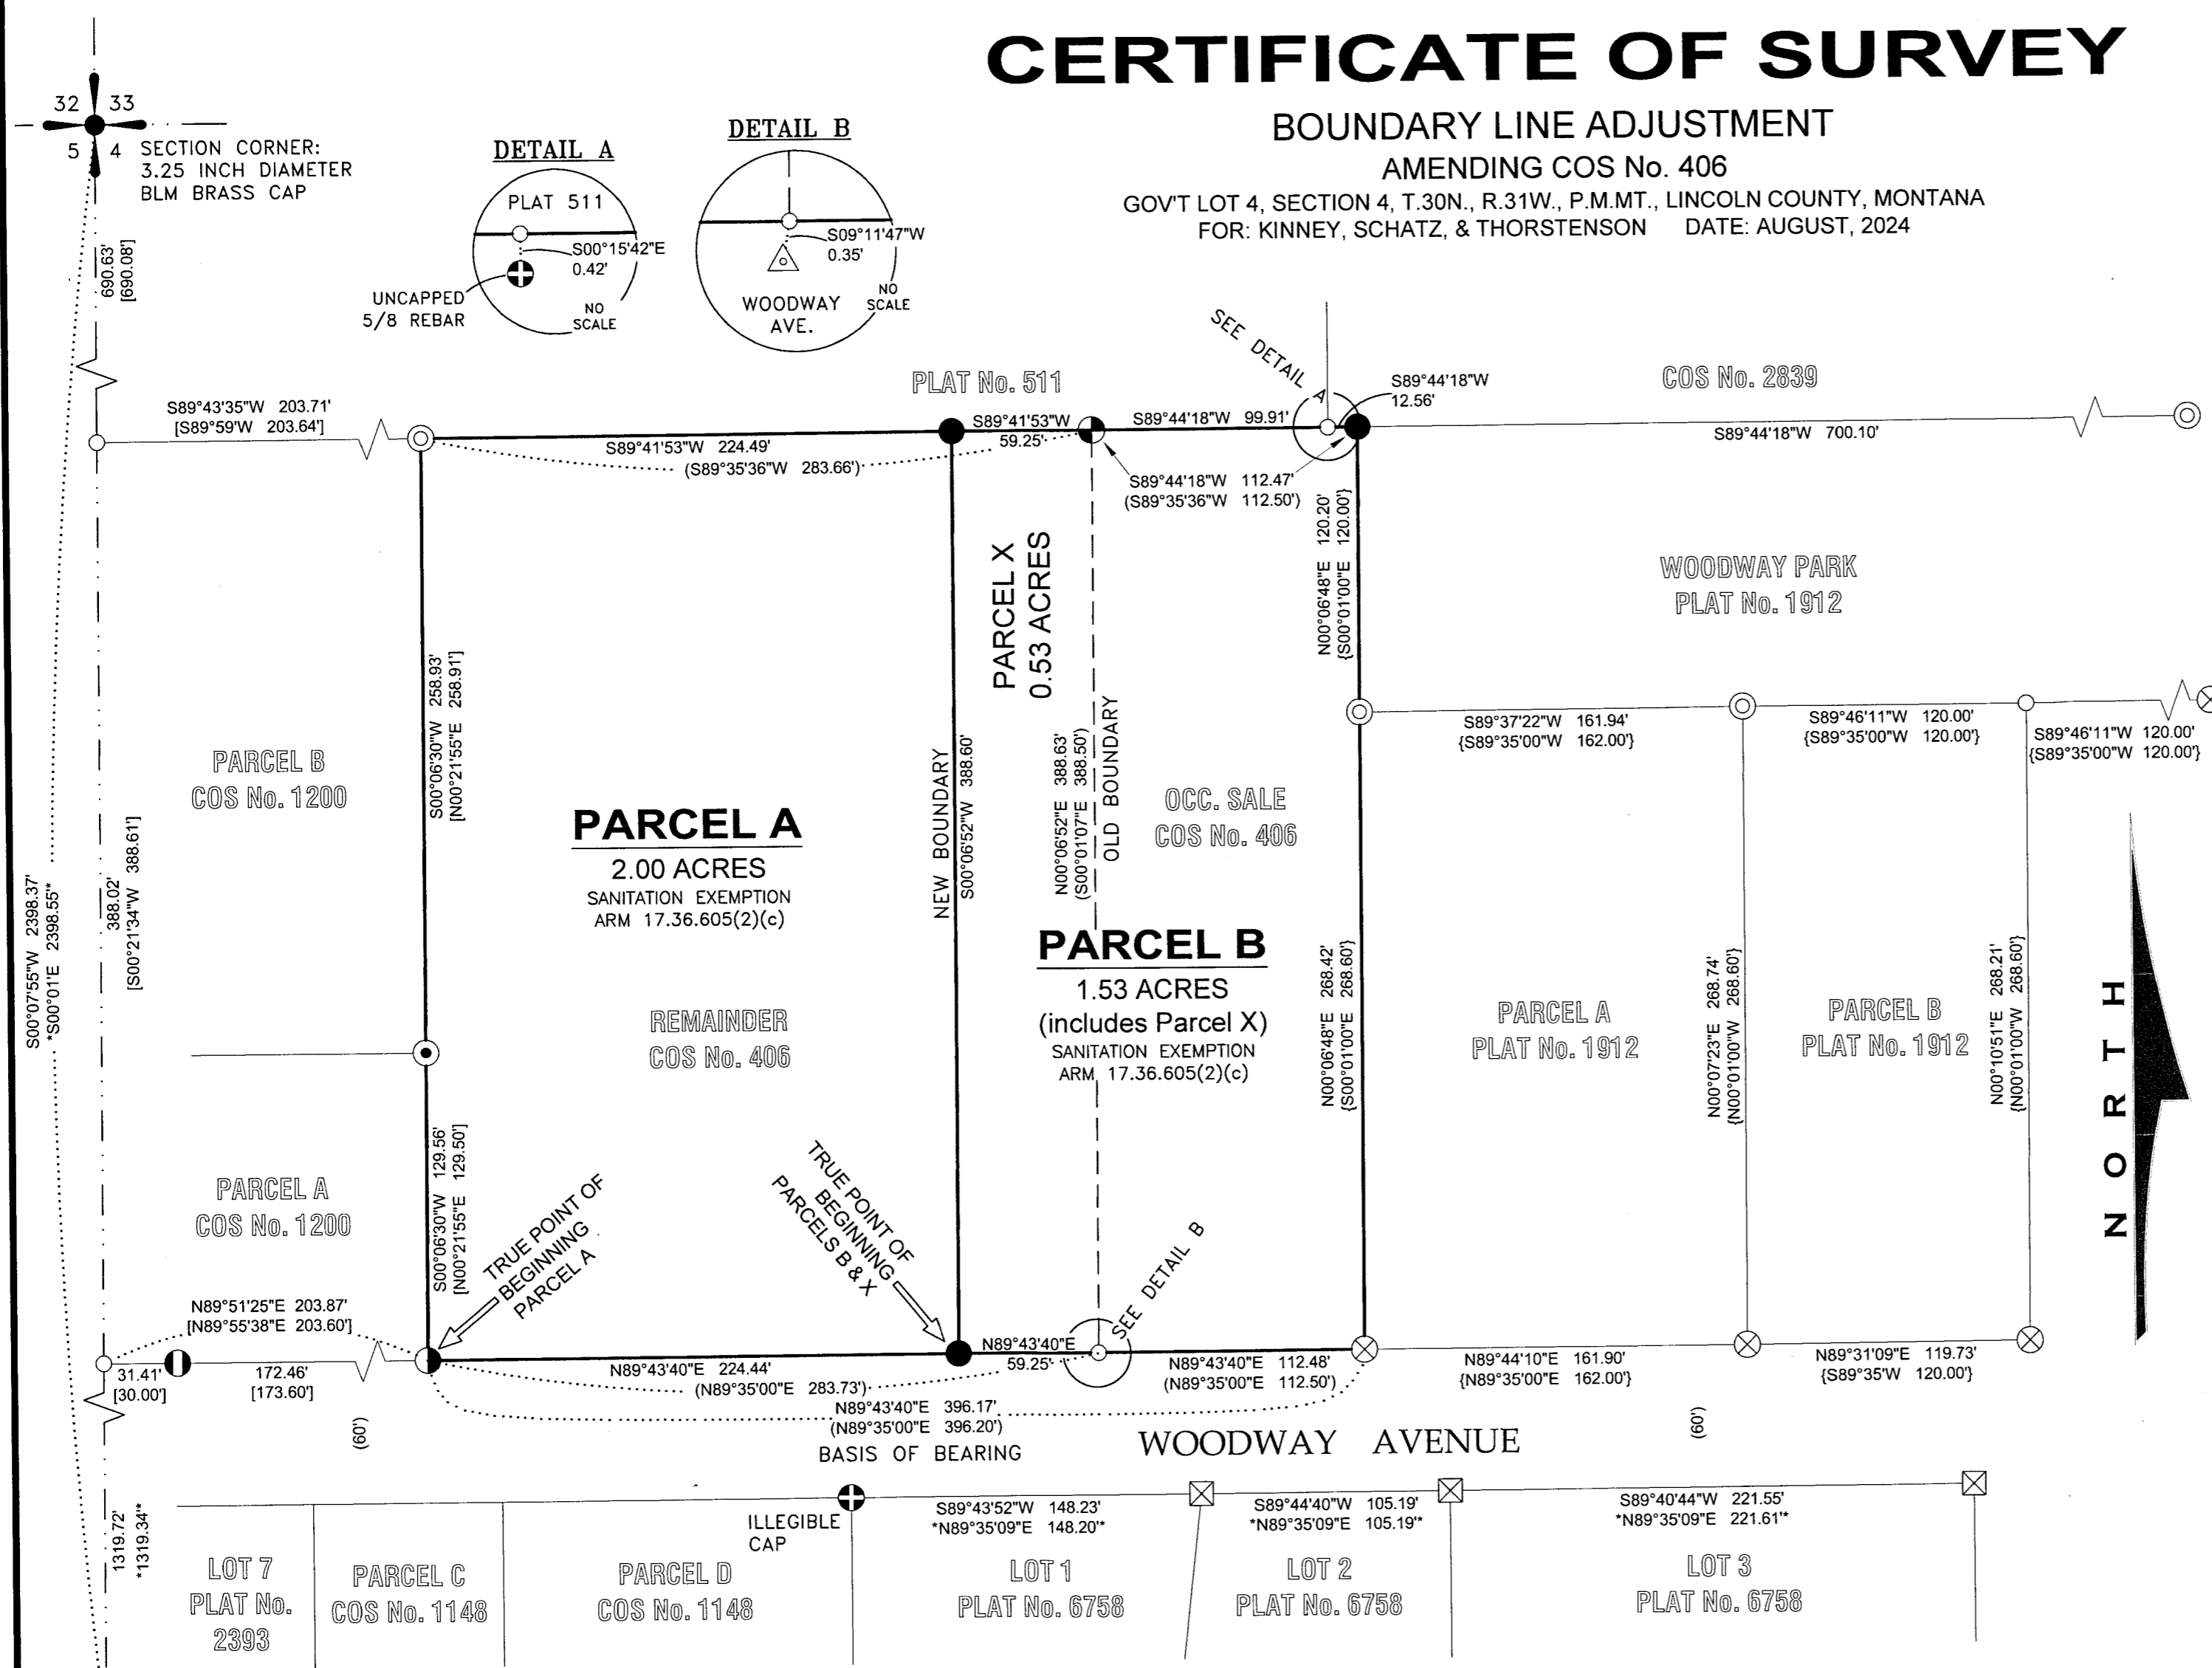 CERTIFICATE OF SURVEY
BOUNDARY LINE ADJUSTMENT
AMENDING COS No. 406
GOV'T LOT 4, SECTION 4, T.30N., R.31W., P.M.MT., LINCOLN COUNTY, MONTANA
FOR: KINNEY, SCHATZ, & THORSTENSON DATE: AUGUST, 2024
32 33
5 4
SECTION CORNER:
3.25 INCH DIAMETER
BLM BRASS CAP
DETAIL A
PLAT 511
S00°15'42"E
0.42'
UNCAPPED
5/8 REBAR
NO
SCALE
DETAIL B
S09°11'47"W
0.35'
WOODWAY
AVE.
NO
SCALE
690.63'
[690.08']
SEE DETAIL A
PLAT No. 511
COS No. 2839
S89°43'35"W 203.71'
[S89°59'W 203.64']
S89°41'53"W 224.49'
(S89°35'36"W 283.66')
S89°41'53"W
59.25'
S89°44'18"W 99.91'
S89°44'18"W
12.56'
S89°44'18"W 700.10'
S89°44'18"W 112.47'
(S89°35'36"W 112.50')
N00°06'48"E 120.20'
{S00°01'00"E 120.00'}
PARCEL X
0.53 ACRES
WOODWAY PARK
PLAT No. 1912
S00°06'30"W 258.93'
[N00°21'55"E 258.91']
PARCEL B
COS No. 1200
NEW BOUNDARY
S00°06'52"W 388.60'
N00°06'52"E 388.63'
(S00°01'07"E 388.50')
OLD BOUNDARY
S89°37'22"W 161.94'
{S89°35'00"W 162.00'}
S89°46'11"W 120.00'
{S89°35'00"W 120.00'}
S89°46'11"W 120.00'
{S89°35'00"W 120.00'}
PARCEL A
2.00 ACRES
SANITATION EXEMPTION
ARM 17.36.605(2)(c)
OCC. SALE
COS No. 406
S00°07'55"W 2398.37'
*S00°01'E 2398.55'*
388.02'
[S00°21'34"W 388.61']
PARCEL B
1.53 ACRES
(includes Parcel X)
SANITATION EXEMPTION
ARM 17.36.605(2)(c)
REMAINDER
COS No. 406
N00°06'48"E 268.42'
{S00°01'00"E 268.60'}
PARCEL A
PLAT No. 1912
N00°07'23"E 268.74'
{N00°01'00"W 268.60'}
PARCEL B
PLAT No. 1912
N00°10'51"E 268.21'
{N00°01'00"W 268.60'}
NORTH
PARCEL A
COS No. 1200
S00°06'30"W 129.56'
[N00°21'55"E 129.50']
TRUE POINT OF
BEGINNING
PARCEL A
TRUE POINT OF
BEGINNING
PARCELS B & X
SEE DETAIL B
N89°51'25"E 203.87'
[N89°55'38"E 203.60']
31.41'
[30.00']
172.46'
[173.60']
N89°43'40"E 224.44'
(N89°35'00"E 283.73')
N89°43'40"E
59.25'
N89°43'40"E 112.48'
(N89°35'00"E 112.50')
N89°44'10"E 161.90'
{N89°35'00"E 162.00'}
N89°31'09"E 119.73'
{S89°35'W 120.00'}
N89°43'40"E 396.17'
(N89°35'00"E 396.20')
BASIS OF BEARING
(60')
WOODWAY AVENUE
(60')
1319.72'
*1319.34'*
ILLEGIBLE
CAP
S89°43'52"W 148.23'
*N89°35'09"E 148.20'*
S89°44'40"W 105.19'
*N89°35'09"E 105.19'*
S89°40'44"W 221.55'
*N89°35'09"E 221.61'*
LOT 7
PLAT No.
2393
PARCEL C
COS No. 1148
PARCEL D
COS No. 1148
LOT 1
PLAT No. 6758
LOT 2
PLAT No. 6758
LOT 3
PLAT No. 6758